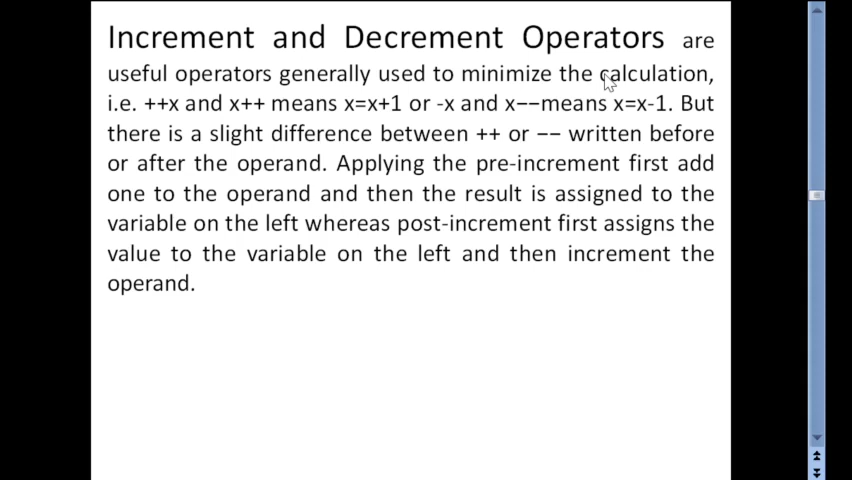 Increment and Decrement Operators are
useful operators generally used to minimize the calculation,
i.e. ++x and x++ means x=x+1 or -x and x−−means x=x-1. But
there is a slight difference between ++ or −− written before
or after the operand. Applying the pre-increment first add
one to the operand and then the result is assigned to the
variable on the left whereas post-increment first assigns the
value to the variable on the left and then increment the
operand.